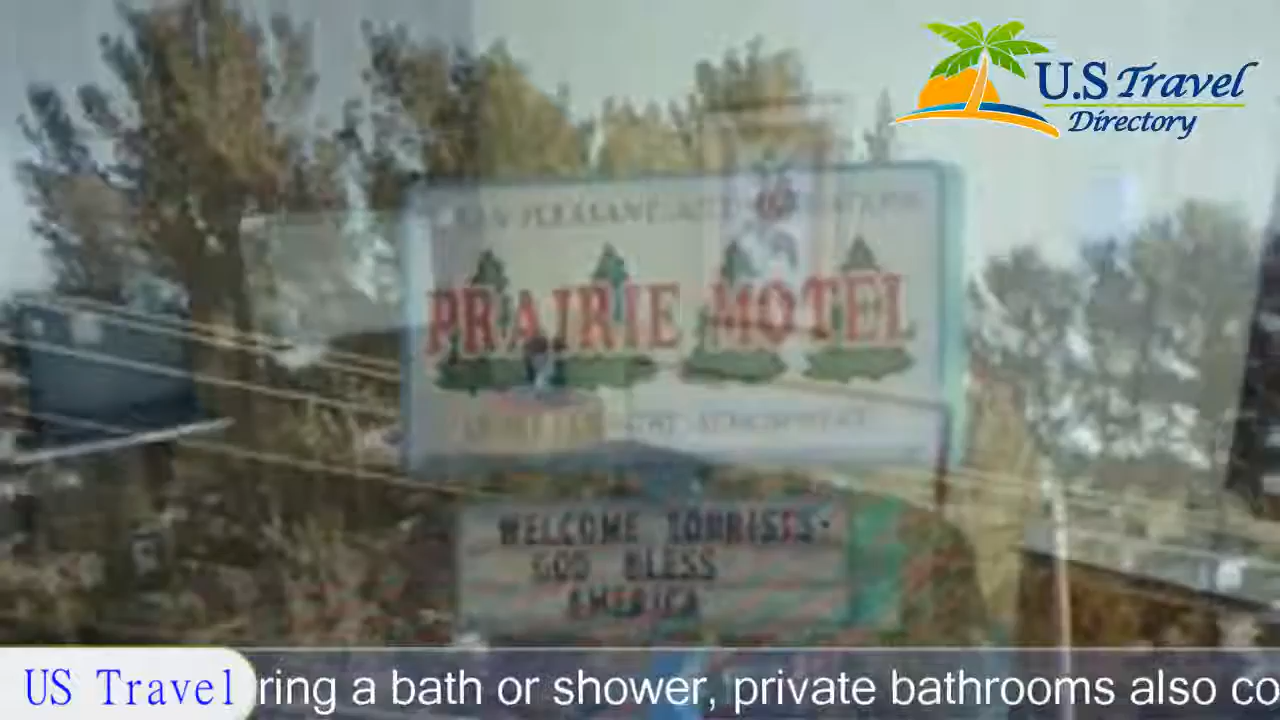 U.S Travel
Directory
PLEASANT
PRAIRIE MOTEL
WELCOME TOURISTS-
GOD BLESS
AMERICA
US Travel
ring a bath or shower, private bathrooms also co